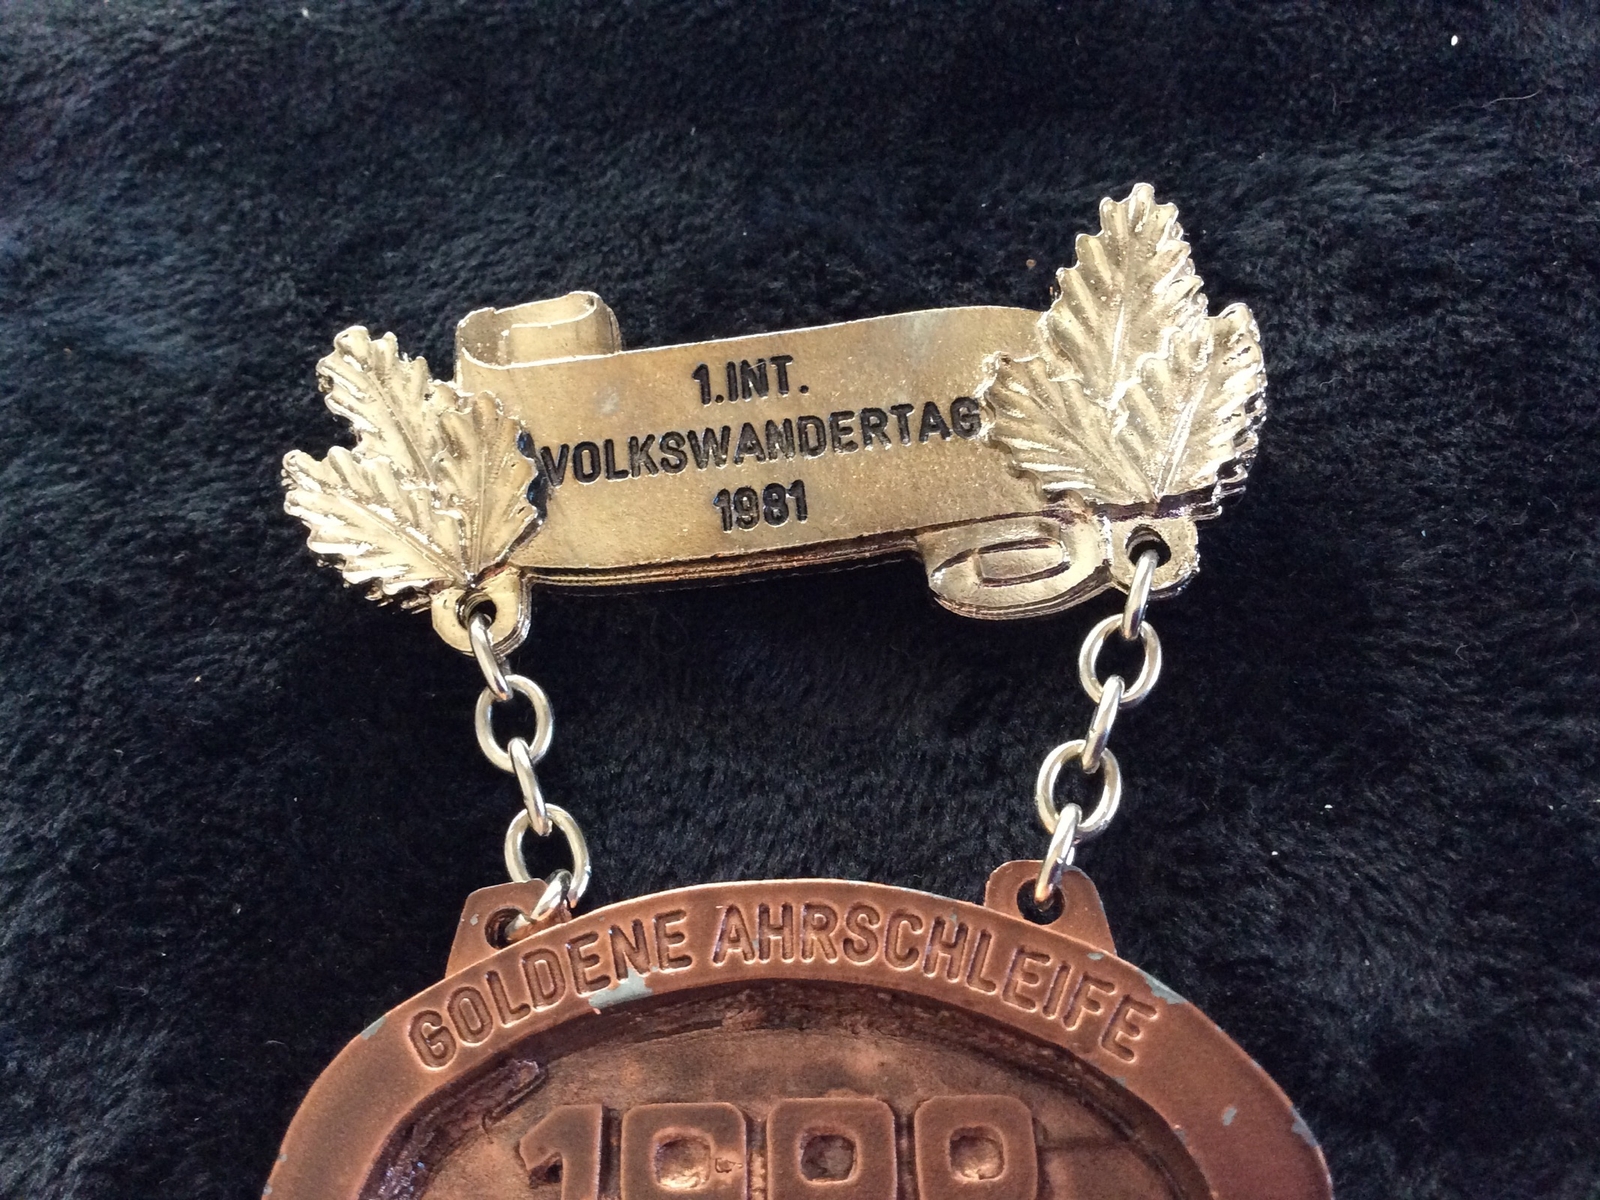 1.INT.
VOLKSWANDERTAG
1981
GOLDENE AHRSCHLEIFE